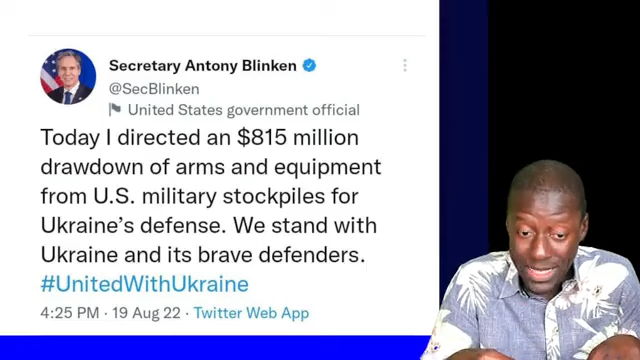 Secretary Antony Blinken
@SecBlinken
United States government official
Today I directed an $815 million
drawdown of arms and equipment
from U.S. military stockpiles for
Ukraine’s defense. We stand with
Ukraine and its brave defenders.
#UnitedWithUkraine
4:25 PM · 19 Aug 22 · Twitter Web App